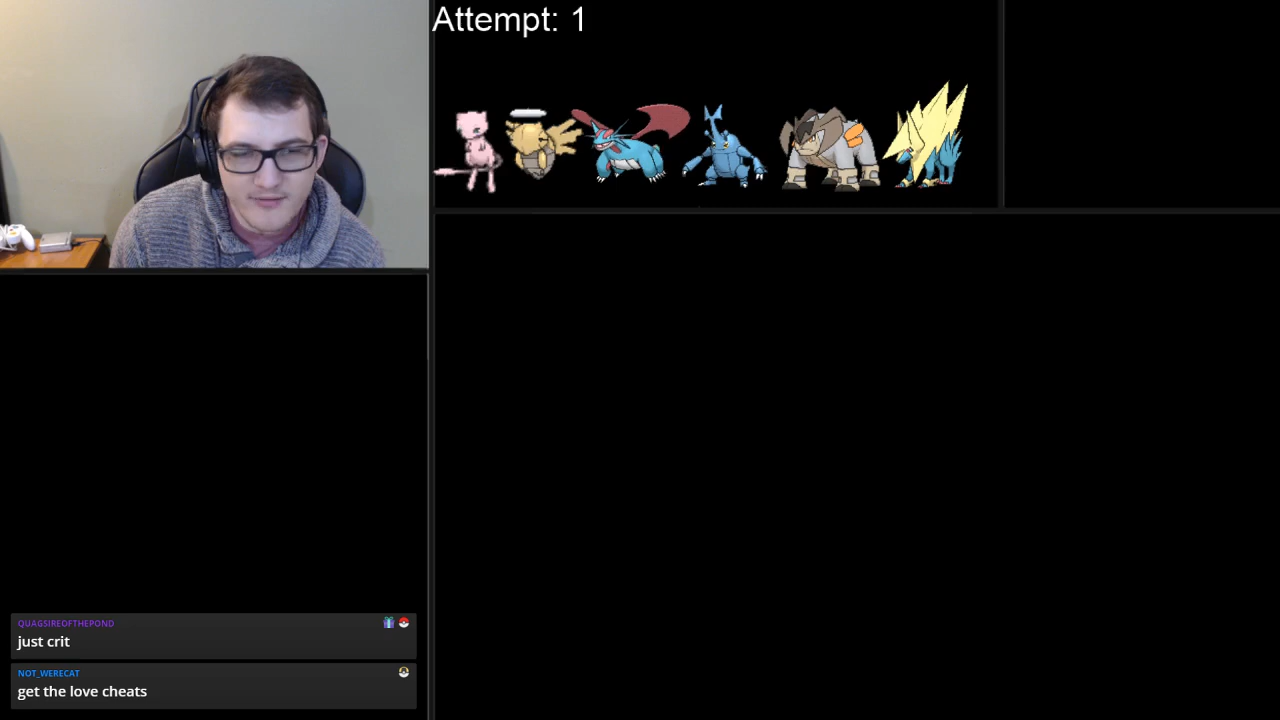 Attempt: 1
QUAGSIREOFTHEPOND
just crit
NOT_WERECAT
get the love cheats